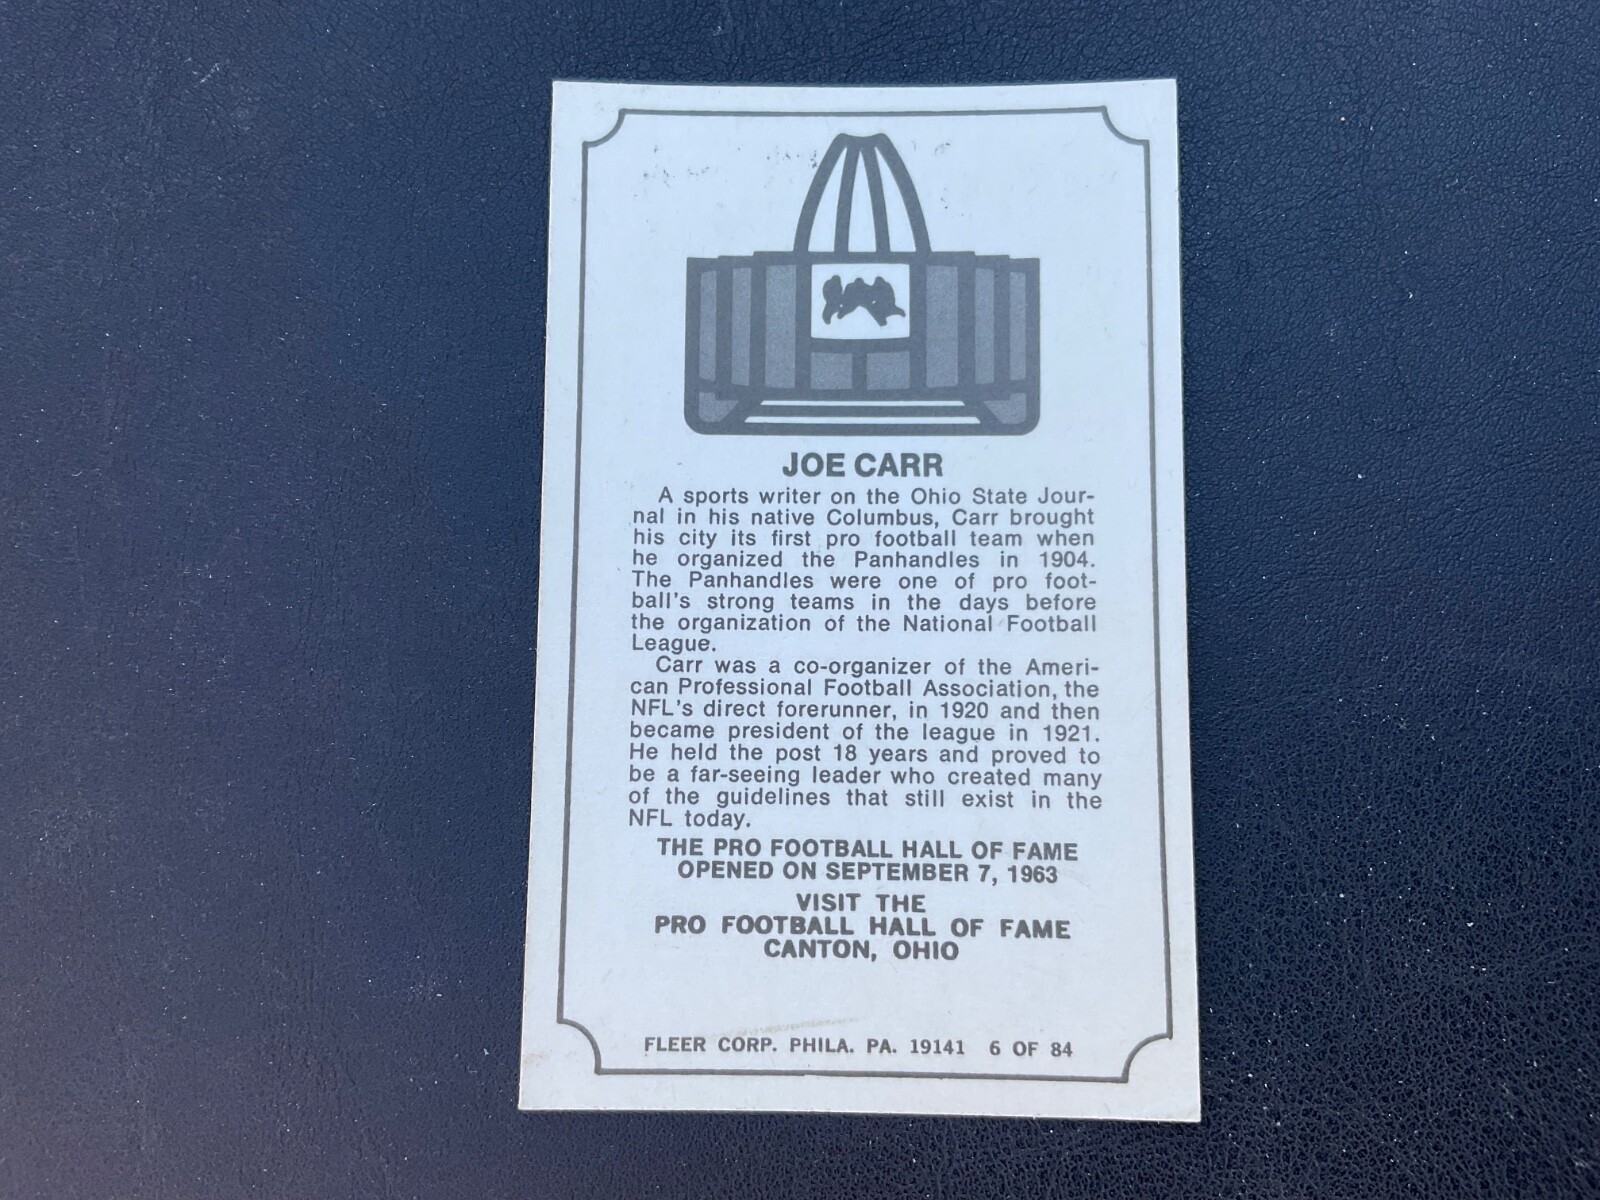 JOE CARR
A sports writer on the Ohio State Jour-
nal in his native Columbus, Carr brought
his city its first pro football team when
he organized the Panhandles in 1904.
The Panhandles were one of pro foot-
ball's strong teams in the days before
the organization of the National Football
League.
Carr was a co-organizer of the Ameri-
can Professional Football Association, the
NFL's direct forerunner, in 1920 and then
became president of the league in 1921.
He held the post 18 years and proved to
be a far-seeing leader who created many
of the guidelines that still exist in the
NFL today.
THE PRO FOOTBALL HALL OF FAME
OPENED ON SEPTEMBER 7, 1963
VISIT THE
PRO FOOTBALL HALL OF FAME
CANTON, OHIO
FLEER CORP. PHILA. PA. 19141 6 OF 84